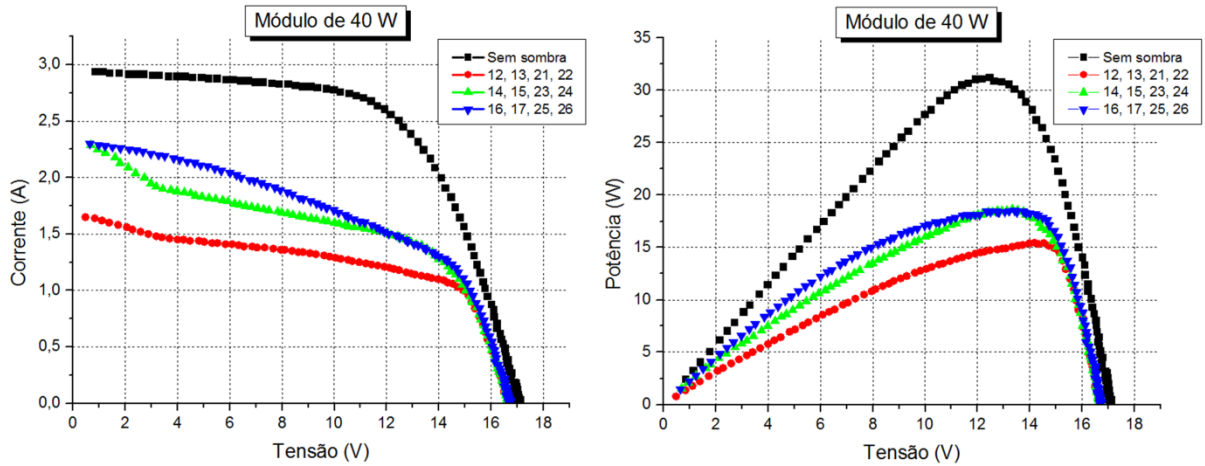 Módulo de 40 W
Sem sombra
12, 13, 21, 22
14, 15, 23, 24
16, 17, 25, 26
3,0
2,5
2,0
1,5
1,0
0,5
0,0
Corrente (A)
0 2 4 6 8 10 12 14 16 18
Tensão (V)
Módulo de 40 W
Sem sombra
12, 13, 21, 22
14, 15, 23, 24
16, 17, 25, 26
35
30
25
20
15
10
5
0
Potência (W)
0 2 4 6 8 10 12 14 16 18
Tensão (V)